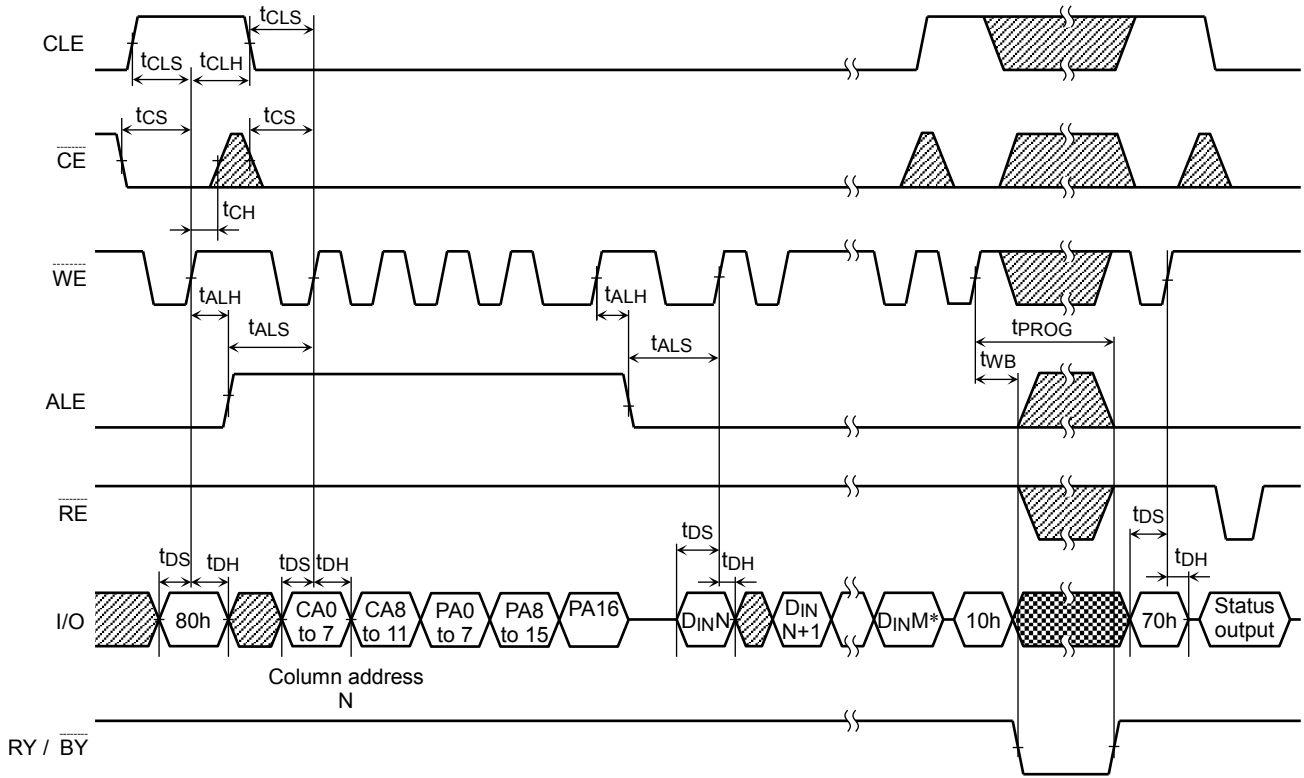 tCLS
CLE
tCLS tCLH
tCS tCS
CE
tCH
WE
tALH tALH
tALS tPROG
tALS tWB
ALE
RE
tDS tDS
tDS tDH tDS tDH tDH tDH
I/O 80h CA0 to 7 CA8 to 11 PA0 to 7 PA8 to 15 PA16 DINN DIN N+1 DINM* 10h 70h Status output
Column address
N
RY / BY